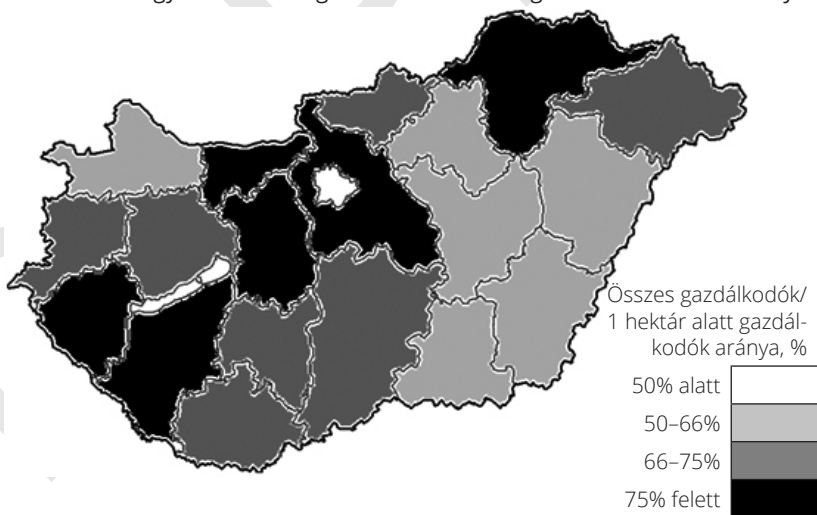 Összes gazdálkodók/
1 hektár alatt gazdál-
kodók aránya, %
50% alatt
50–66%
66–75%
75% felett